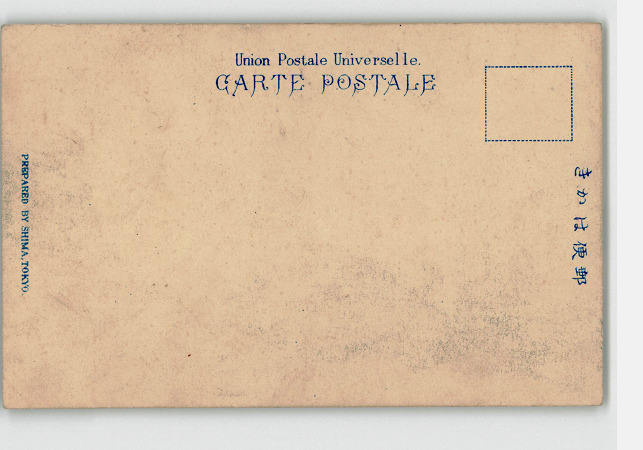 Union Postale Universelle.
CARTE POSTALE
きかは便郵
PREPARED BY SHIMA, TOKYO.